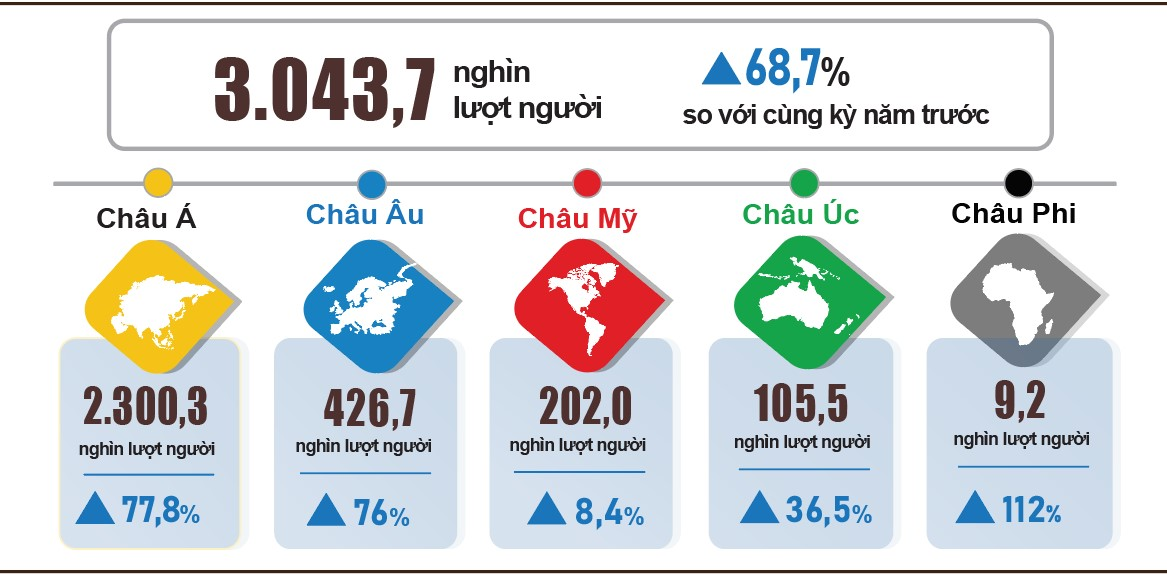 3.043,7 nghìn lượt người
▲68,7%
so với cùng kỳ năm trước
Châu Á
Châu Âu
Châu Mỹ
Châu Úc
Châu Phi
2.300,3
nghìn lượt người
▲ 77,8%
426,7
nghìn lượt người
▲ 76%
202,0
nghìn lượt người
▲ 8,4%
105,5
nghìn lượt người
▲ 36,5%
9,2
nghìn lượt người
▲ 112%